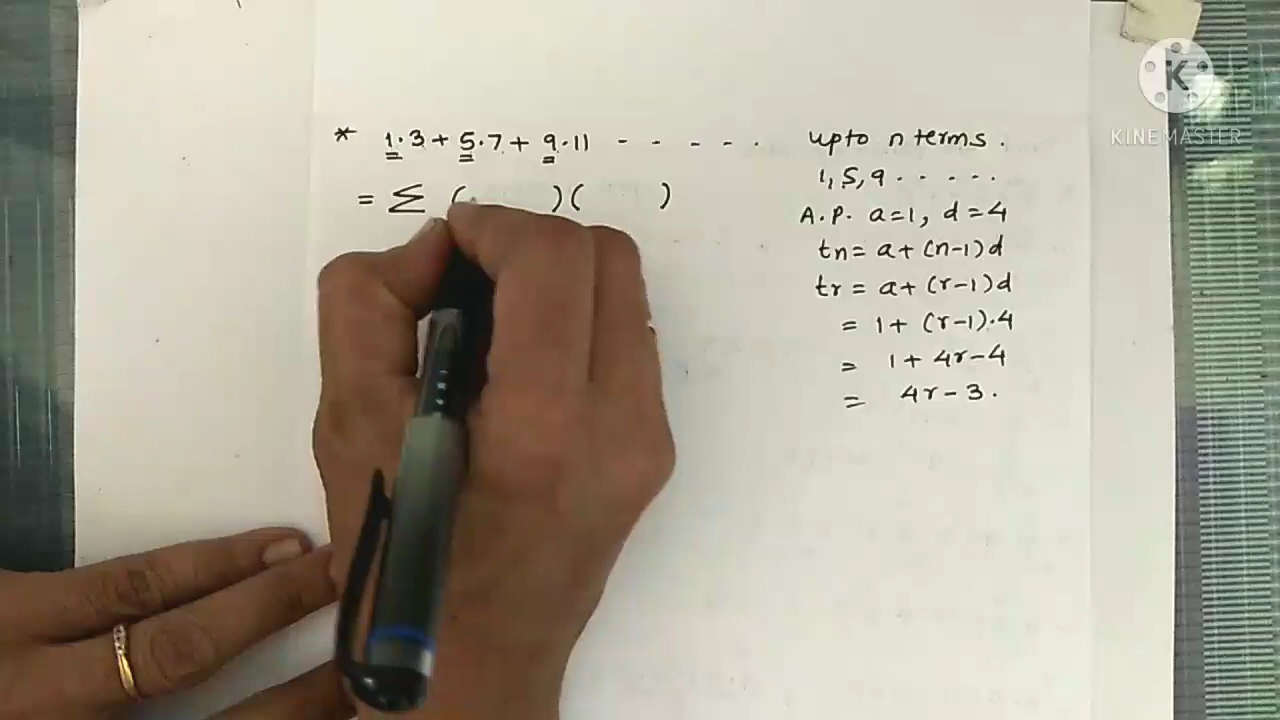 * 1.3 + 5.7 + 9.11 - - - - . upto n terms.
= Σ ( )( )
1, 5, 9 . . . . .
A.P. a=1, d=4
tn = a + (n-1)d
tr = a + (r-1)d
= 1 + (r-1).4
= 1 + 4r-4
= 4r-3.
K
KINEMASTER